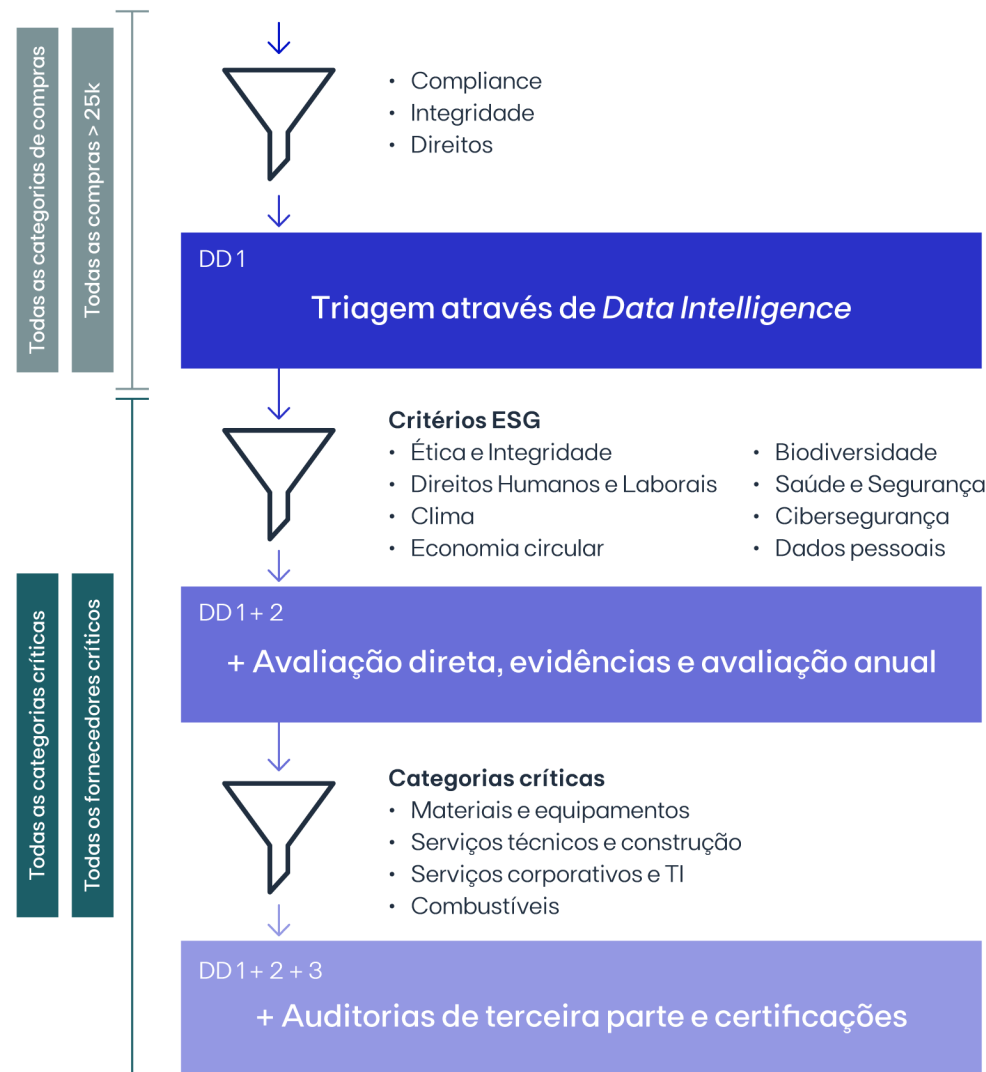 Todas as categorias de compras
Todas as compras > 25k
• Compliance
• Integridade
• Direitos
DD 1
Triagem através de Data Intelligence
Critérios ESG
• Ética e Integridade
• Direitos Humanos e Laborais
• Clima
• Economia circular
• Biodiversidade
• Saúde e Segurança
• Cibersegurança
• Dados pessoais
Todas as categorias críticas
Todas os fornecedores críticos
DD 1 + 2
+ Avaliação direta, evidências e avaliação anual
Categorias críticas
• Materiais e equipamentos
• Serviços técnicos e construção
• Serviços corporativos e TI
• Combustíveis
DD 1 + 2 + 3
+ Auditorias de terceira parte e certificações